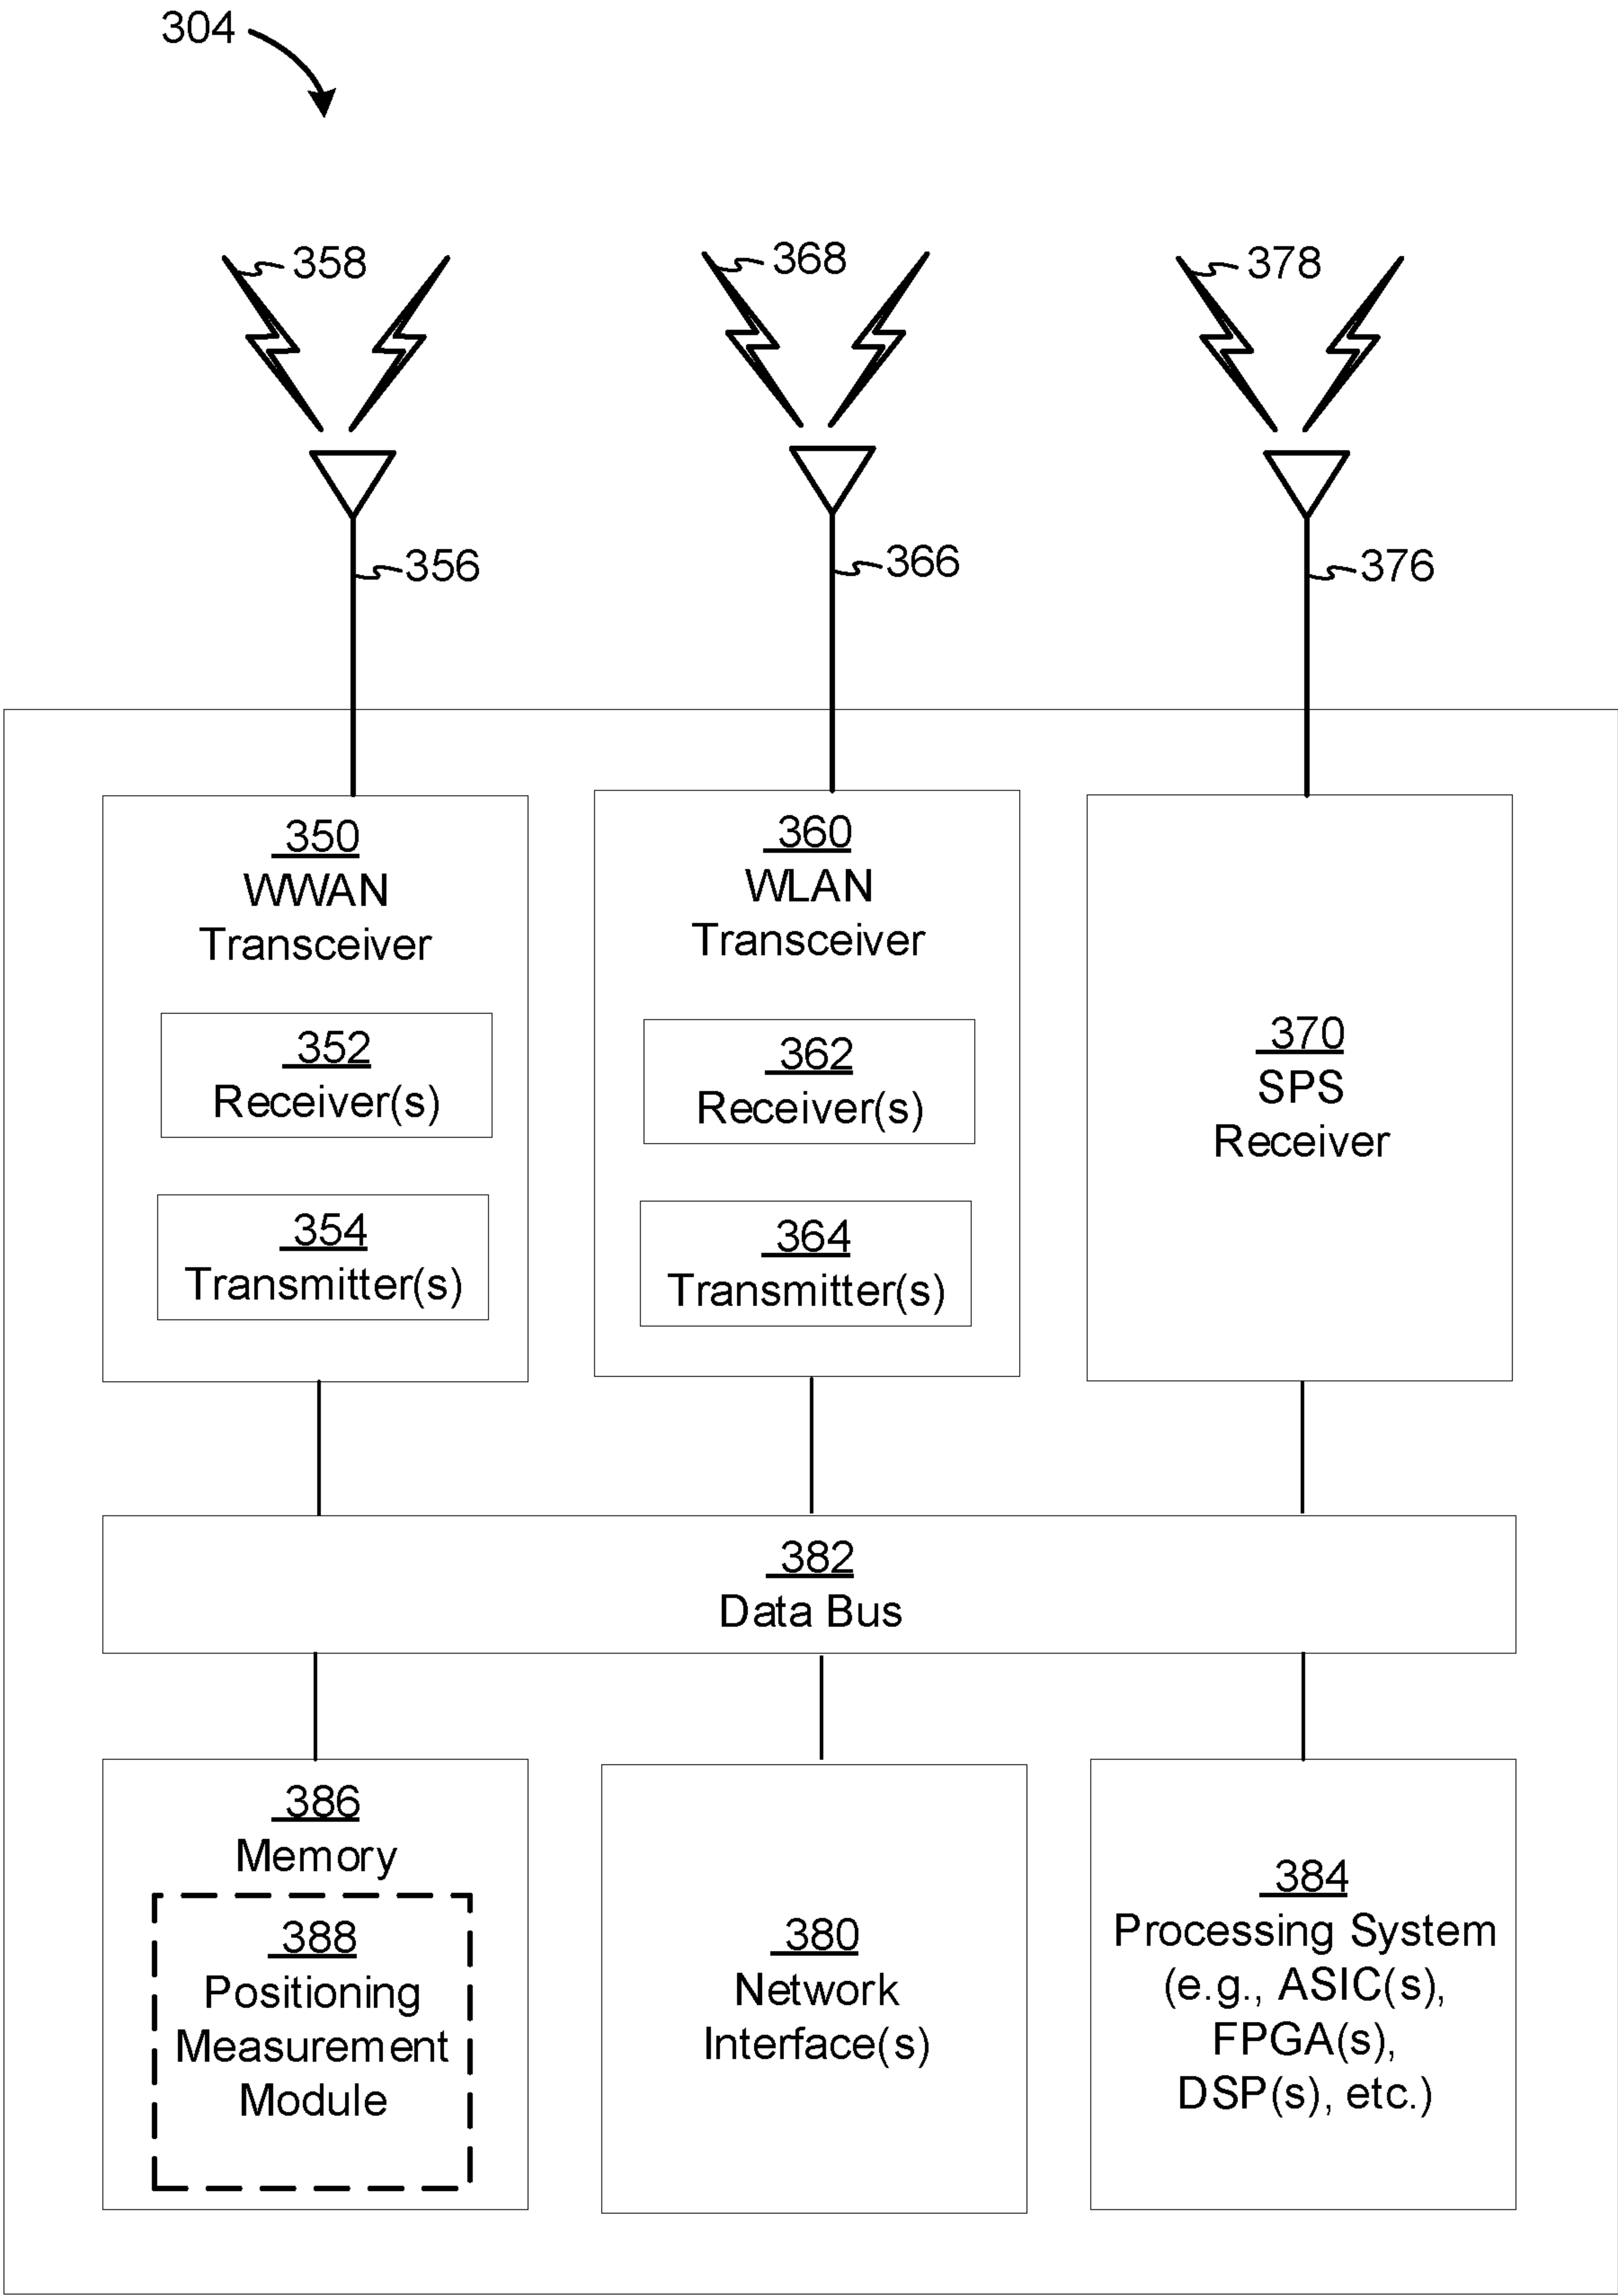 304
358
368
378
356
366
376
350
WWAN
Transceiver
352
Receiver(s)
354
Transmitter(s)
360
WLAN
Transceiver
362
Receiver(s)
364
Transmitter(s)
370
SPS
Receiver
382
Data Bus
386
Memory
388
Positioning
Measurement
Module
380
Network
Interface(s)
384
Processing System
(e.g., ASIC(s),
FPGA(s),
DSP(s), etc.)